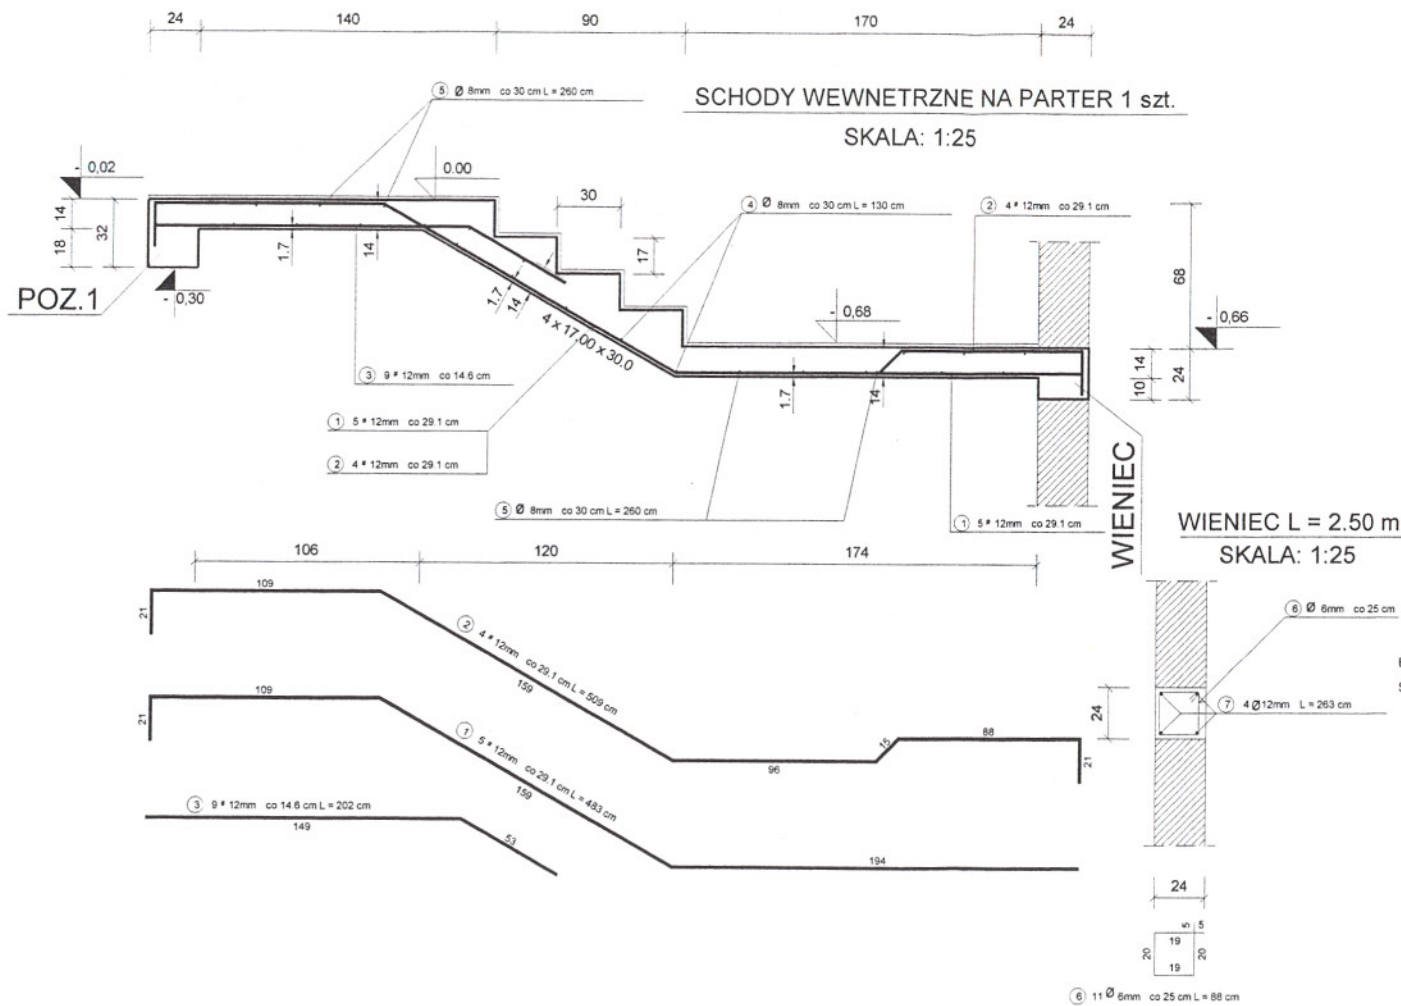 24 140 90 170 24
⑤ Ø 8mm co 30 cm L = 260 cm
SCHODY WEWNETRZNE NA PARTER 1 szt.
SKALA: 1:25
- 0,02
0.00
30
④ Ø 8mm co 30 cm L = 130 cm
② 4 # 12mm co 29.1 cm
14
18
32
1.7
14
17
68
POZ.1
- 0,30
1.7
14
4 x 17,00 x 30.0
- 0,68
- 0,66
③ 9 # 12mm co 14.6 cm
1.7
14
14
10
24
① 5 # 12mm co 29.1 cm
② 4 # 12mm co 29.1 cm
⑤ Ø 8mm co 30 cm L = 260 cm
① 5 # 12mm co 29.1 cm
WIENIEC
WIENIEC L = 2.50 m
SKALA: 1:25
106 120 174
109
21
② 4 # 12mm co 29.1 cm L = 509 cm
159
96
15
88
21
⑥ Ø 6mm co 25 cm
24
⑦ 4 Ø12mm L = 263 cm
109
21
① 5 # 12mm co 29.1 cm L = 483 cm
159
194
③ 9 # 12mm co 14.6 cm L = 202 cm
149
53
24
5 5
19
20 20
19
⑥ 11 Ø 6mm co 25 cm L = 88 cm